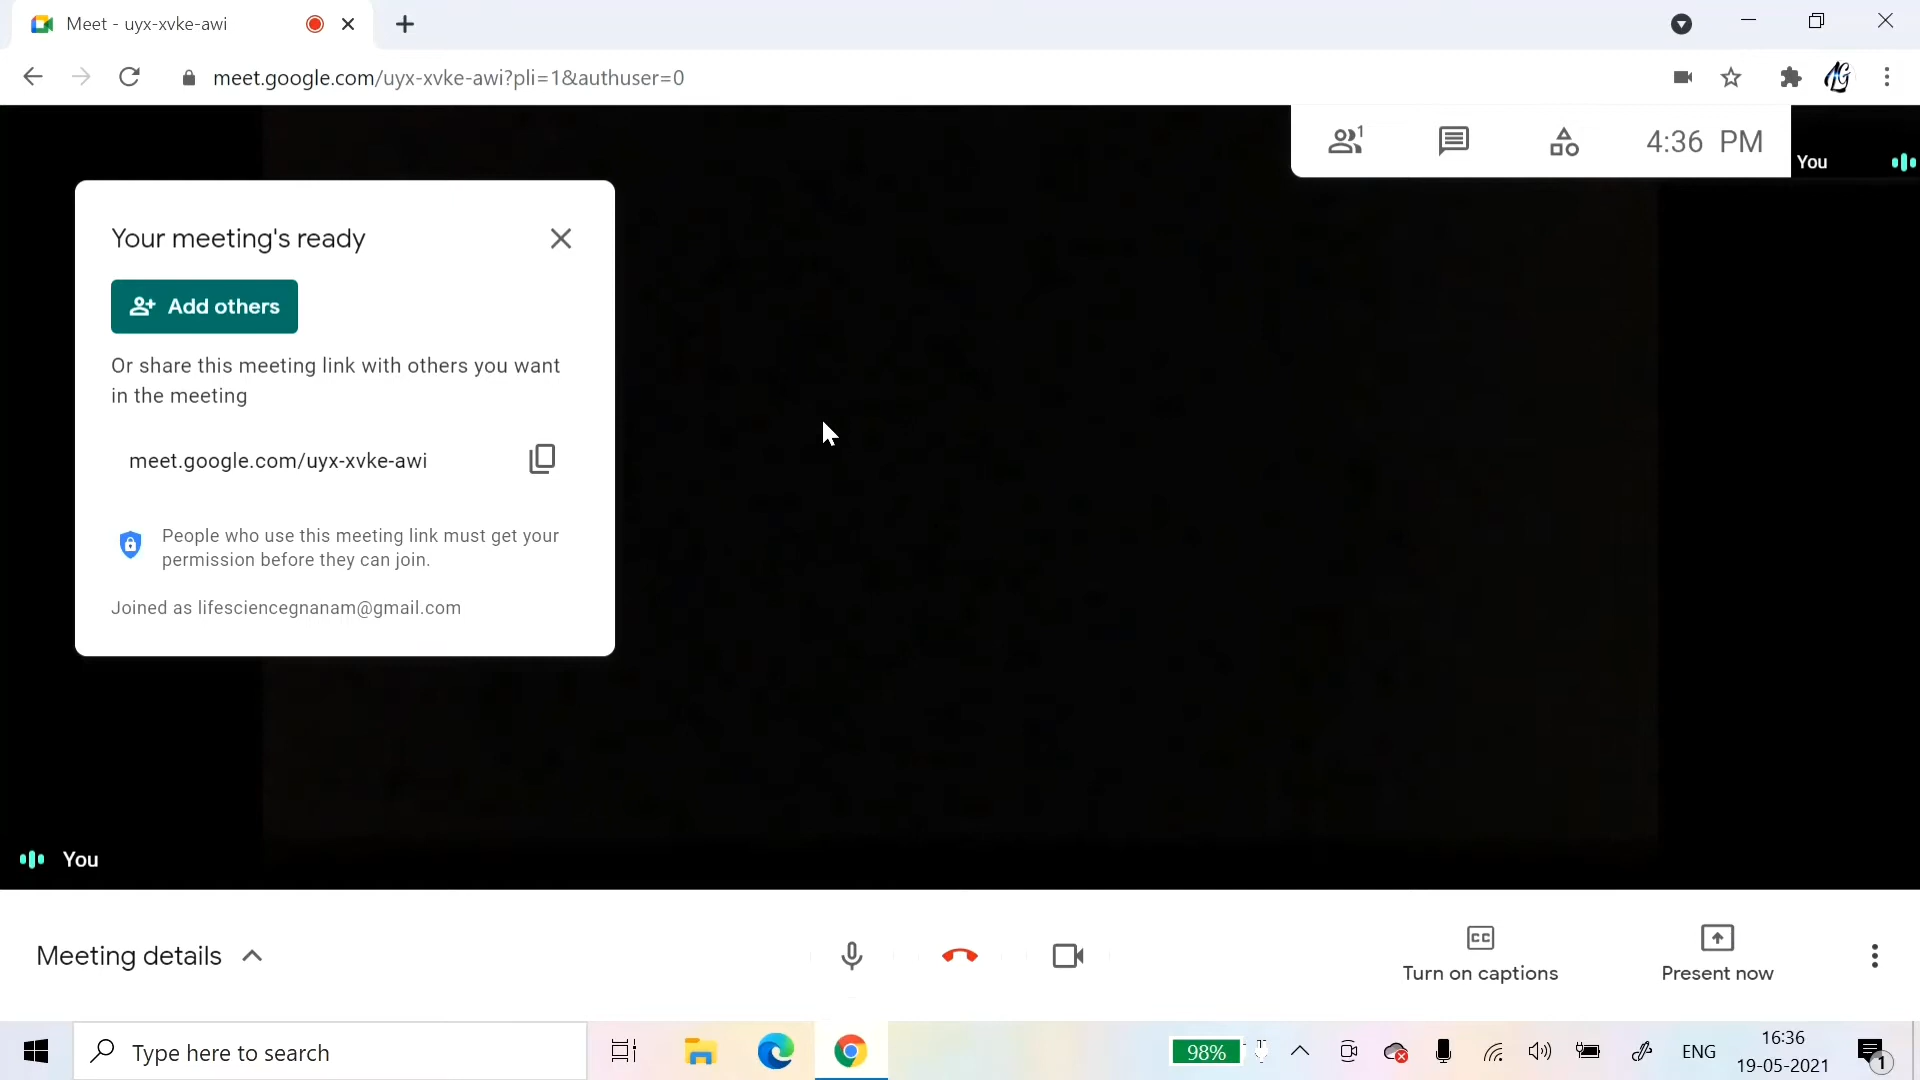 Meet - uyx-xvke-awi
meet.google.com/uyx-xvke-awi?pli=1&authuser=0
1
4:36 PM
You
Your meeting's ready
Add others
Or share this meeting link with others you want
in the meeting
meet.google.com/uyx-xvke-awi
People who use this meeting link must get your
permission before they can join.
Joined as lifesciencegnanam@gmail.com
You
Meeting details
CC
Turn on captions
Present now
Type here to search
98%
ENG
16:36
19-05-2021
1